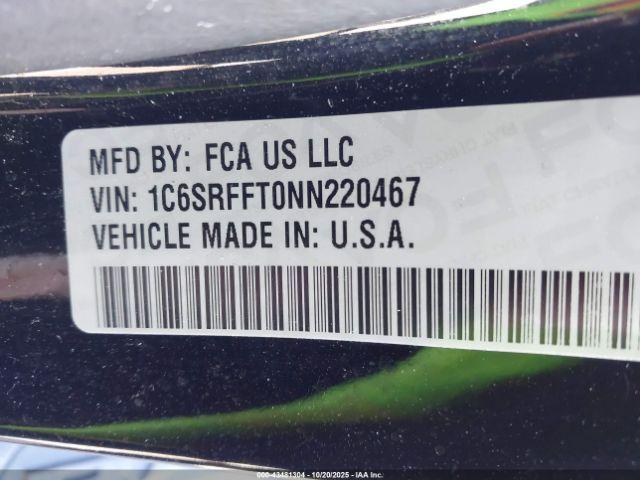 MFD BY: FCA US LLC
VIN: 1C6SRFFT0NN220467
VEHICLE MADE IN: U.S.A.
000-43481304 - 10/20/2025 - IAA Inc.